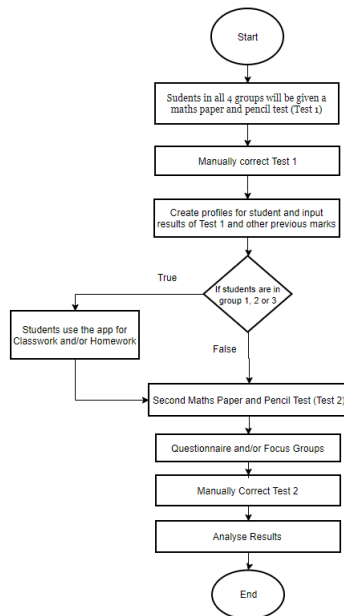 Start
Sudents in all 4 groups will be given a
maths paper and pencil test (Test 1)
Manually correct Test 1
Create profiles for student and input
results of Test 1 and other previous marks
True
If students are in
group 1, 2 or 3
Students use the app for
Classwork and/or Homework
False
Second Maths Paper and Pencil Test (Test 2)
Questionnaire and/or Focus Groups
Manually Correct Test 2
Analyse Results
End